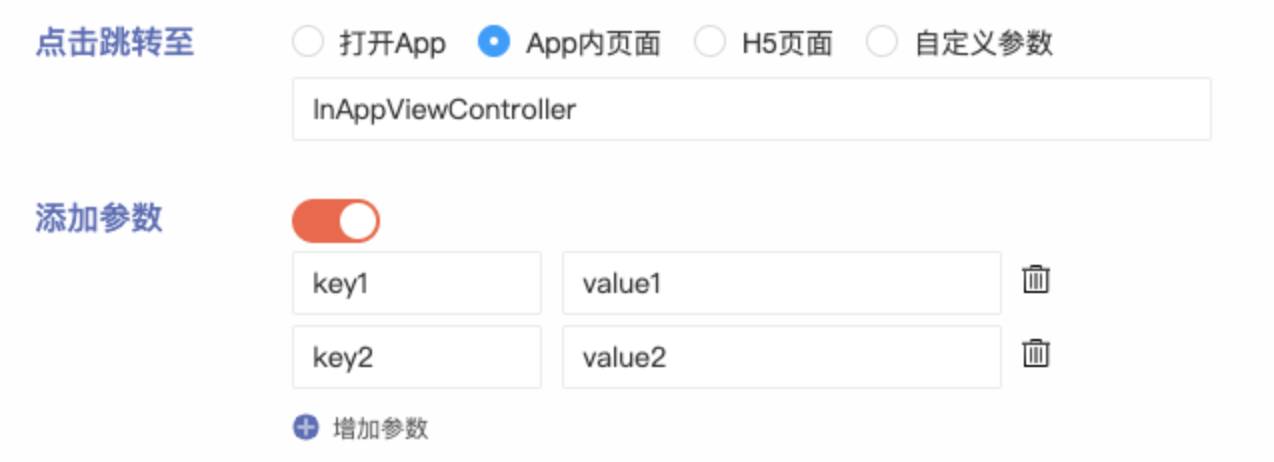 点击跳转至 打开App App内页面 H5页面 自定义参数
InAppViewController
添加参数
key1 value1
key2 value2
增加参数